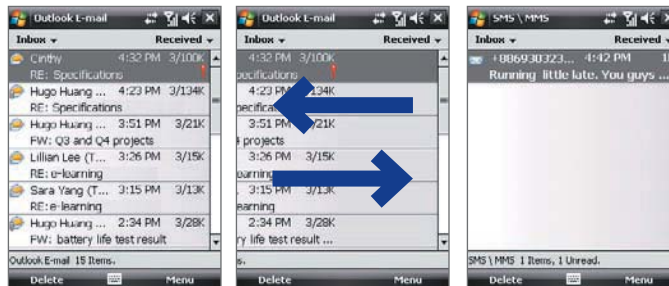 Outlook E-mail
Inbox Received
Cinthy 4:32 PM 3/100K
RE: Specifications
Hugo Huang ... 4:23 PM 3/134K
RE: Specifications
Hugo Huang ... 3:51 PM 3/21K
FW: Q3 and Q4 projects
Lillian Lee (T... 3:26 PM 3/15K
RE: e-learning
Sara Yang (T... 3:15 PM 3/13K
RE: e-learning
Hugo Huang ... 2:34 PM 3/28K
FW: battery life test result
Outlook E-mail 15 Items.
Delete Menu
Outlook E-mail
Inbox Received
4:32 PM 3/100K
pecifications
4:23 PM 134K
pecifica
3:51 PM /21K
projects
3:26 PM 3/15K
earning
3:15 PM 3/13K
earning
2:34 PM 3/28K
ry life test result ...
s.
Delete Menu
SMS \ MMS
Inbox Received
+886930323... 4:42 PM 1
Running little late. You guys ...
SMS \ MMS 1 Items, 1 Unread.
Delete Menu